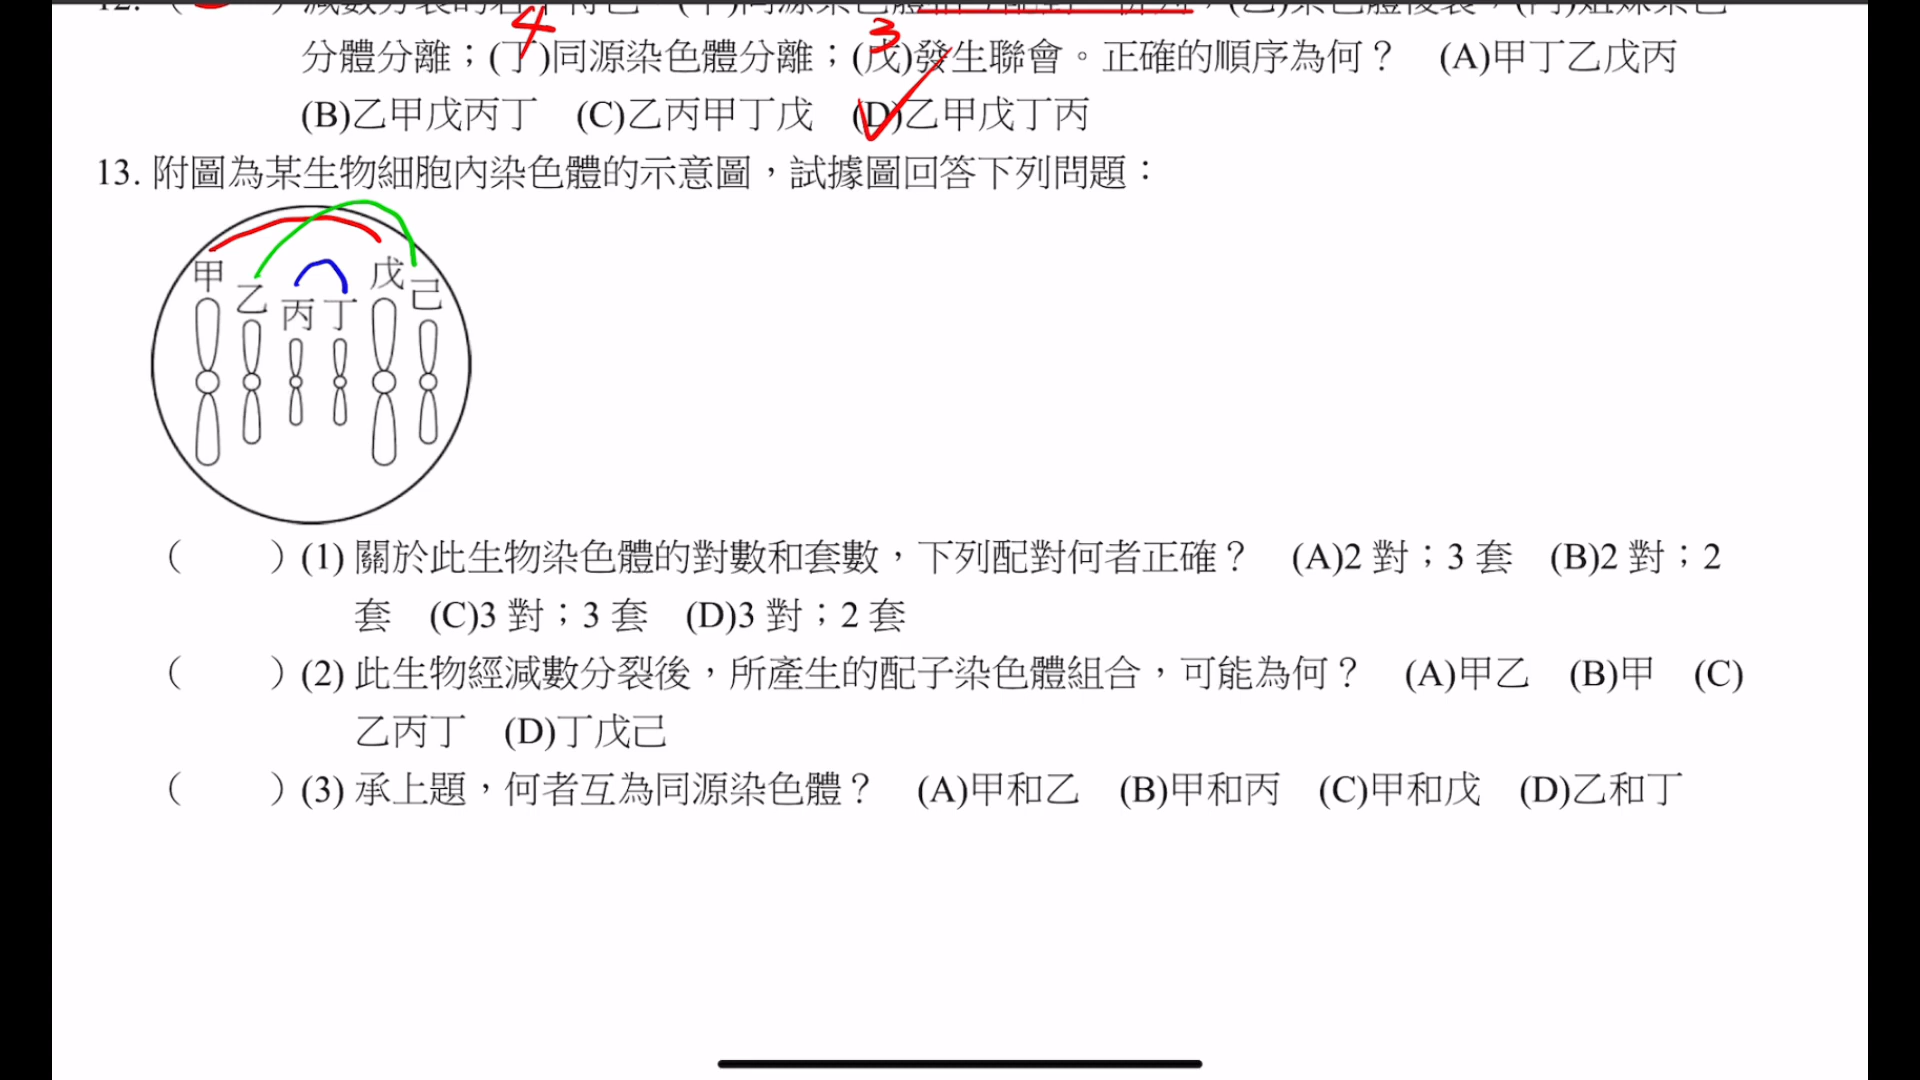 4
3
分體分離；(丁)同源染色體分離；(戊)發生聯會。正確的順序為何？ (A)甲丁乙戊丙
(B)乙甲戊丙丁 (C)乙丙甲丁戊 (D)乙甲戊丁丙
13. 附圖為某生物細胞內染色體的示意圖，試據圖回答下列問題：
甲 乙 丙 丁 戊 己
（ ）(1) 關於此生物染色體的對數和套數，下列配對何者正確？ (A)2 對；3 套 (B)2 對；2
套 (C)3 對；3 套 (D)3 對；2 套
（ ）(2) 此生物經減數分裂後，所產生的配子染色體組合，可能為何？ (A)甲乙 (B)甲 (C)
乙丙丁 (D)丁戊己
（ ）(3) 承上題，何者互為同源染色體？ (A)甲和乙 (B)甲和丙 (C)甲和戊 (D)乙和丁